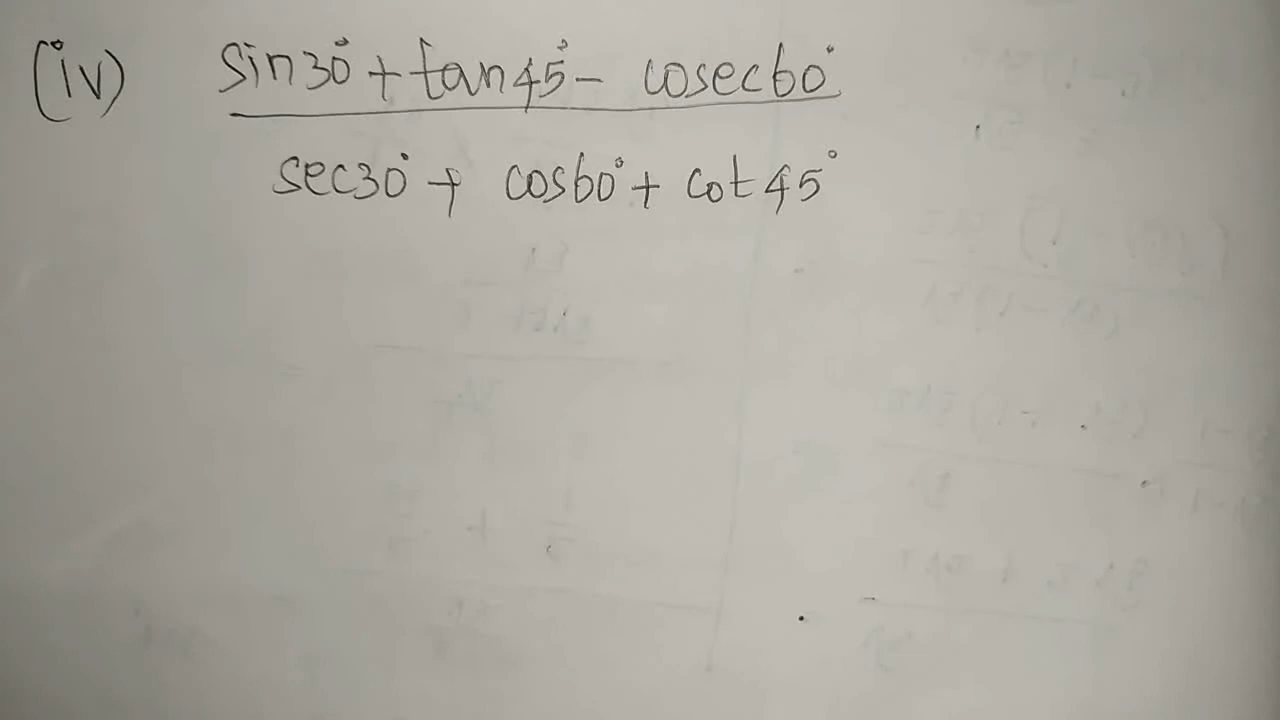 (iv) sin30° + tan45° - cosec60°
sec30° + cos60° + cot45°